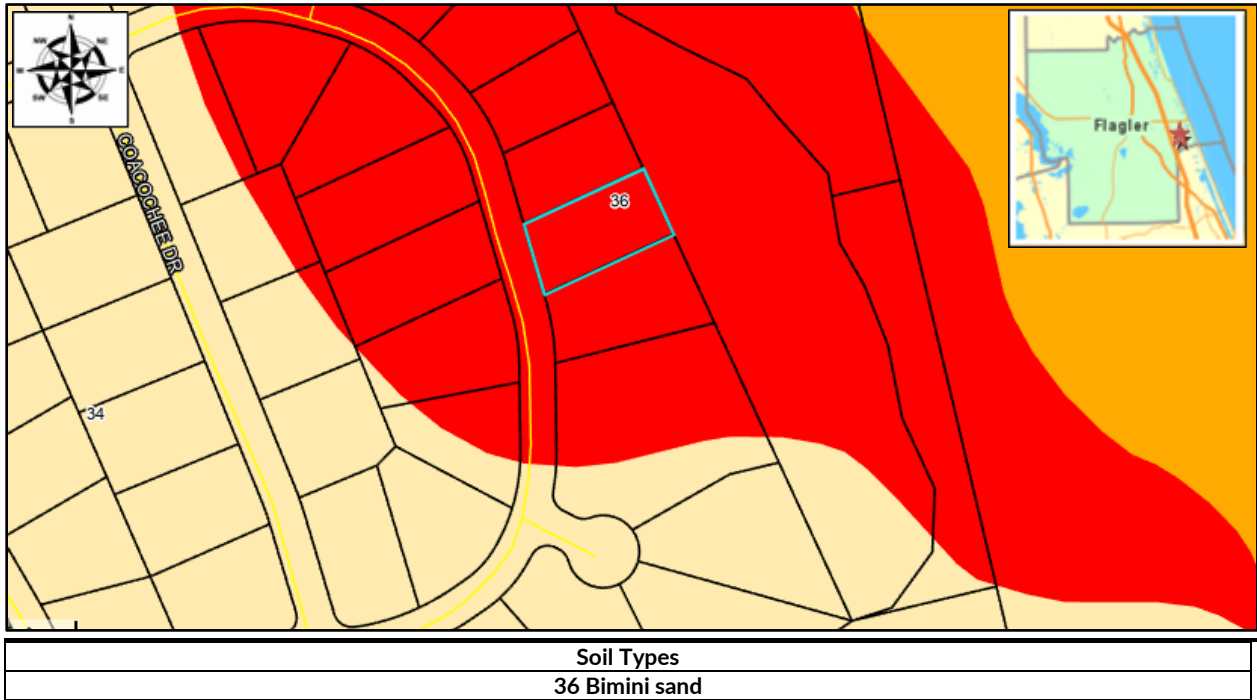 N
NW NE
W E
SW SE
S
Flagler
COACOCHEE DR
36
34
Soil Types
36 Bimini sand